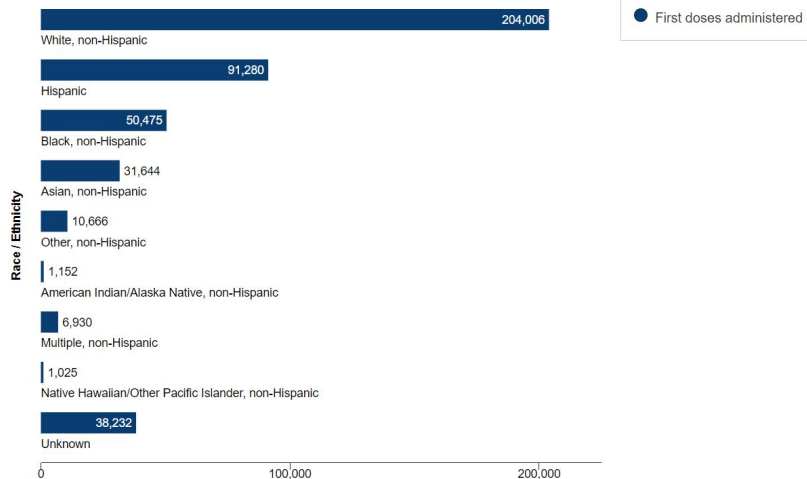 First doses administered
Race / Ethnicity
204,006
White, non-Hispanic
91,280
Hispanic
50,475
Black, non-Hispanic
31,644
Asian, non-Hispanic
10,666
Other, non-Hispanic
1,152
American Indian/Alaska Native, non-Hispanic
6,930
Multiple, non-Hispanic
1,025
Native Hawaiian/Other Pacific Islander, non-Hispanic
38,232
Unknown
0 100,000 200,000